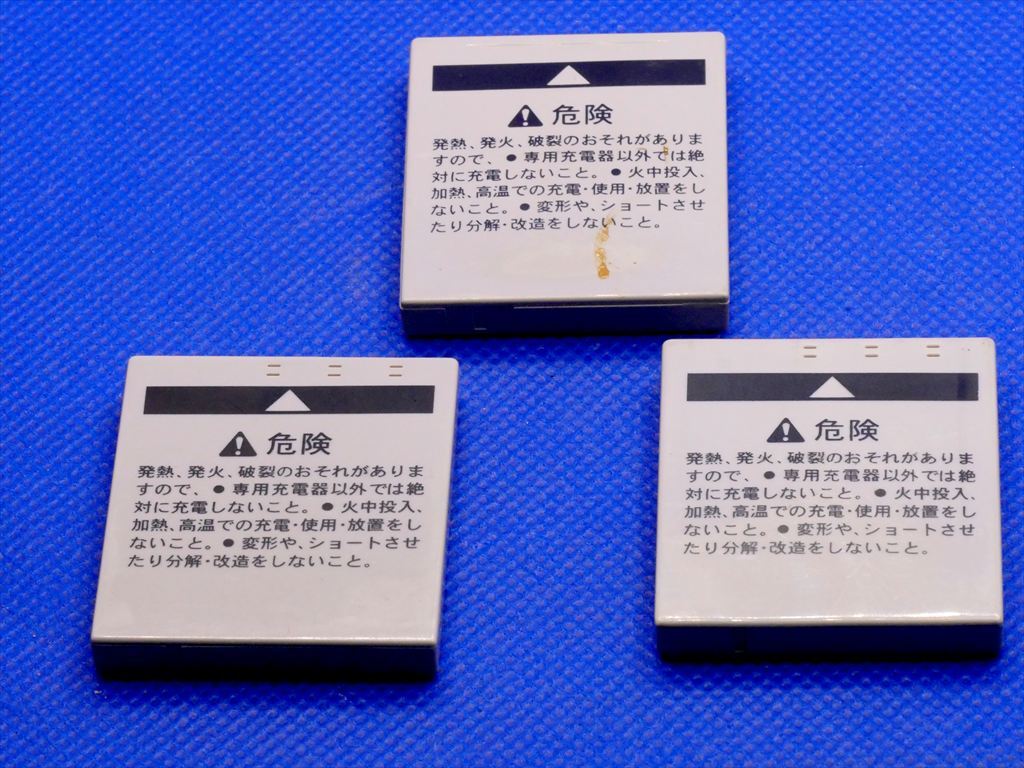 危険
発熱、発火、破裂のおそれがありま
すので、●専用充電器以外では絶
対に充電しないこと。●火中投入、
加熱、高温での充電・使用・放置をし
ないこと。●変形や、ショートさせ
たり分解・改造をしないこと。
危険
発熱、発火、破裂のおそれがありま
すので、●専用充電器以外では絶
対に充電しないこと。●火中投入、
加熱、高温での充電・使用・放置をし
ないこと。●変形や、ショートさせ
たり分解・改造をしないこと。
危険
発熱、発火、破裂のおそれがありま
すので、●専用充電器以外では絶
対に充電しないこと。●火中投入、
加熱、高温での充電・使用・放置をし
ないこと。●変形や、ショートさせ
たり分解・改造をしないこと。